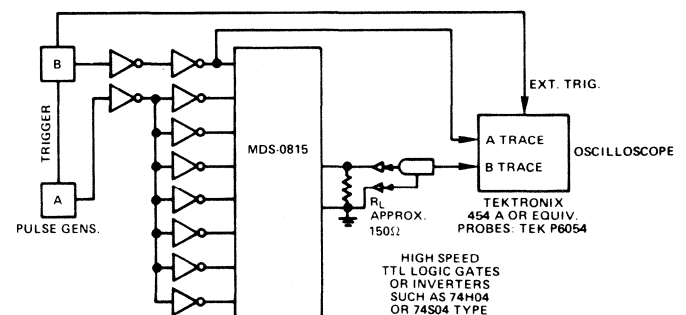 B
EXT. TRIG.
TRIGGER
MDS-0815
A TRACE
B TRACE
OSCILLOSCOPE
A
PULSE GENS.
RL
APPROX.
150Ω
TEKTRONIX
454 A OR EQUIV.
PROBES: TEK P6054
HIGH SPEED
TTL LOGIC GATES
OR INVERTERS
SUCH AS 74H04
OR 74S04 TYPE